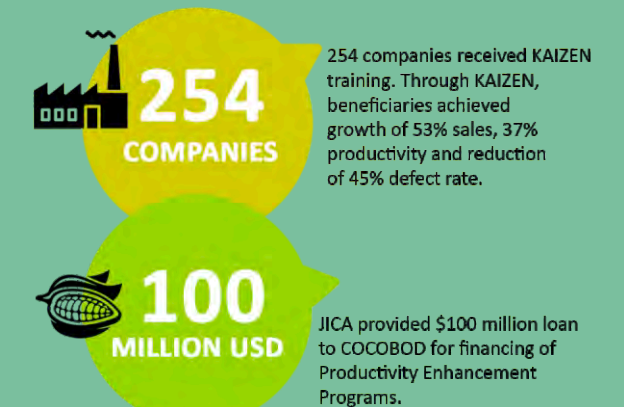 254
COMPANIES
254 companies received KAIZEN
training. Through KAIZEN,
beneficiaries achieved
growth of 53% sales, 37%
productivity and reduction
of 45% defect rate.
100
MILLION USD
JICA provided $100 million loan
to COCOBOD for financing of
Productivity Enhancement
Programs.